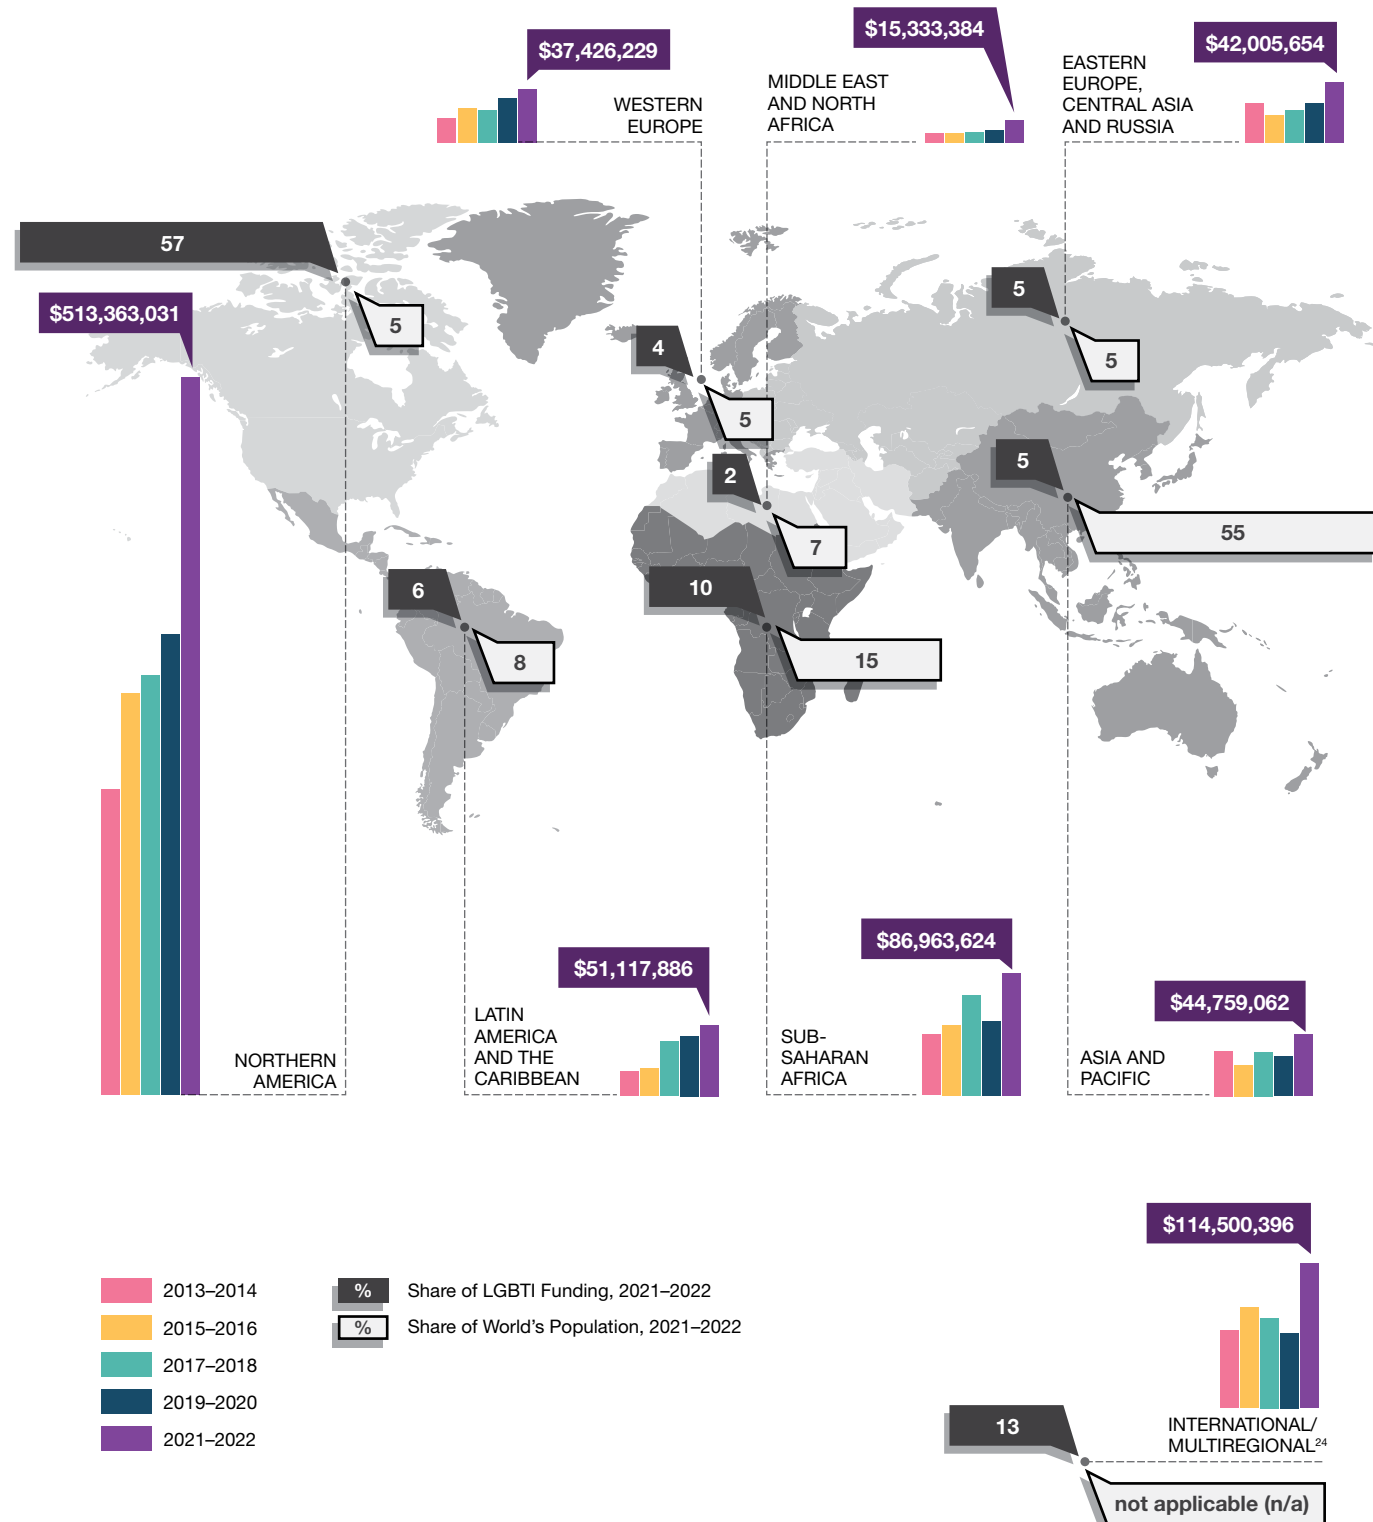 $37,426,229
WESTERN
EUROPE
$15,333,384
MIDDLE EAST
AND NORTH
AFRICA
$42,005,654
EASTERN
EUROPE,
CENTRAL ASIA
AND RUSSIA
57
5
$513,363,031
4
5
5
5
2
7
5
55
6
8
10
15
NORTHERN
AMERICA
$51,117,886
LATIN
AMERICA
AND THE
CARIBBEAN
$86,963,624
SUB-
SAHARAN
AFRICA
$44,759,062
ASIA AND
PACIFIC
$114,500,396
INTERNATIONAL/
MULTIREGIONAL24
13
not applicable (n/a)
2013–2014
2015–2016
2017–2018
2019–2020
2021–2022
% Share of LGBTI Funding, 2021–2022
% Share of World's Population, 2021–2022